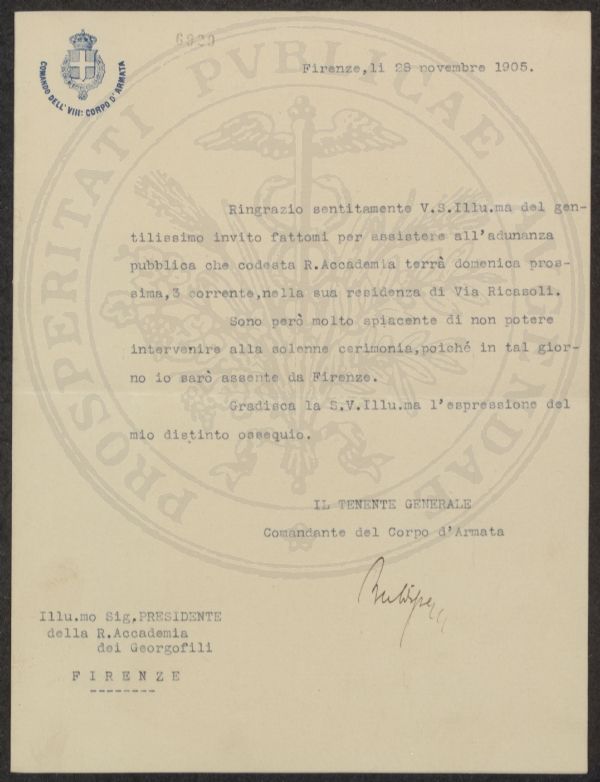 6939
COMANDO DELL'VIII: CORPO D'ARMATA
PROSPERITATI PVBLICAE
Firenze,li 28 novembre 1905.
Ringrazio sentitamente V.S.Illu.ma del gen-
tilissimo invito fattomi per assistere all'adunanza
pubblica che codesta R.Accademia terrà domenica pros-
sima,3 corrente,nella sua residenza di Via Ricasoli.
Sono però molto spiacente di non potere
intervenire alla solenne cerimonia,poiché in tal gior-
no io sarò assente da Firenze.
Gradisca la S.V.Illu.ma l'espressione del
mio distinto ossequio.
IL TENENTE GENERALE
Comandante del Corpo d'Armata
Illu.mo Sig.PRESIDENTE
della R.Accademia
dei Georgofili
FIRENZE
--------